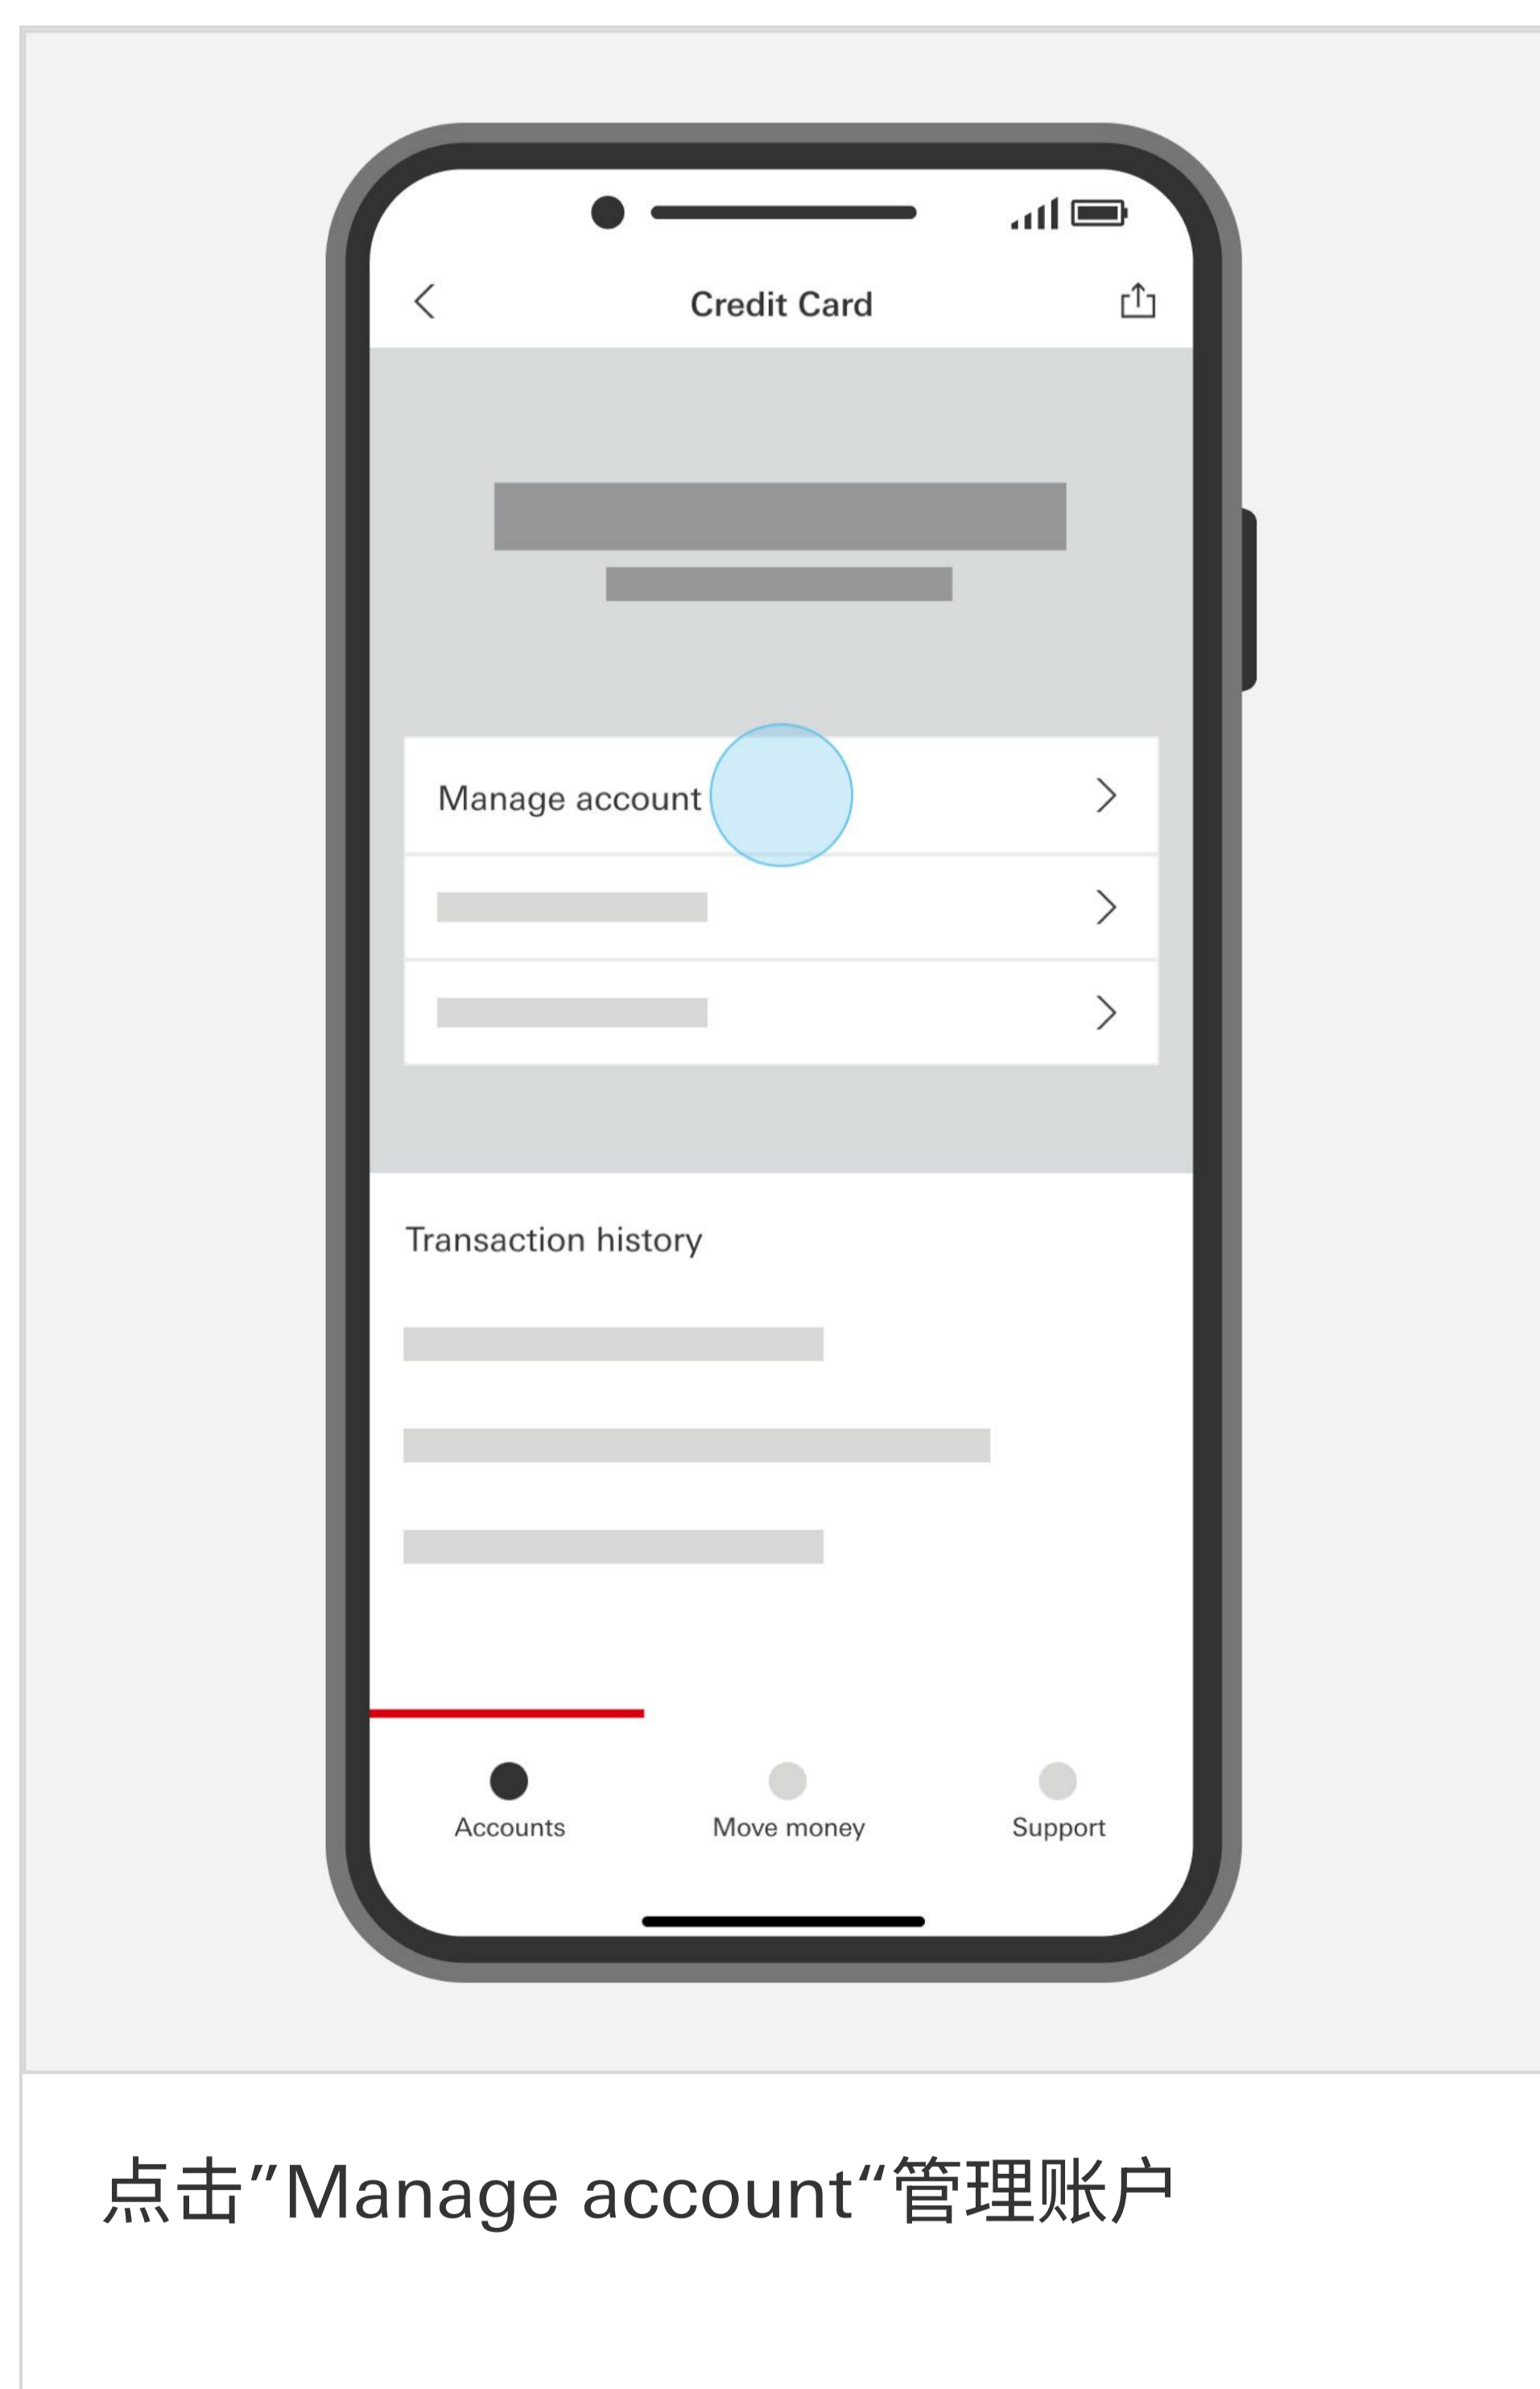 Credit Card
Manage account
Transaction history
Accounts
Move money
Support
点击”Manage account“管理账户